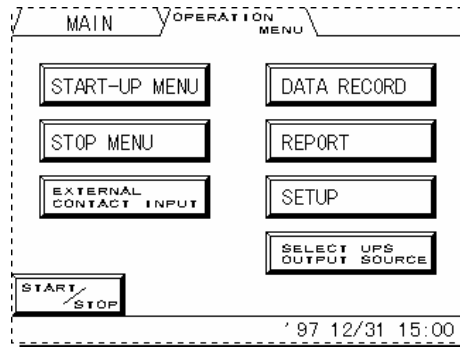 MAIN
OPERATION
MENU
START-UP MENU
DATA RECORD
STOP MENU
REPORT
EXTERNAL
CONTACT INPUT
SETUP
SELECT UPS
OUTPUT SOURCE
START/
STOP
'97 12/31 15:00